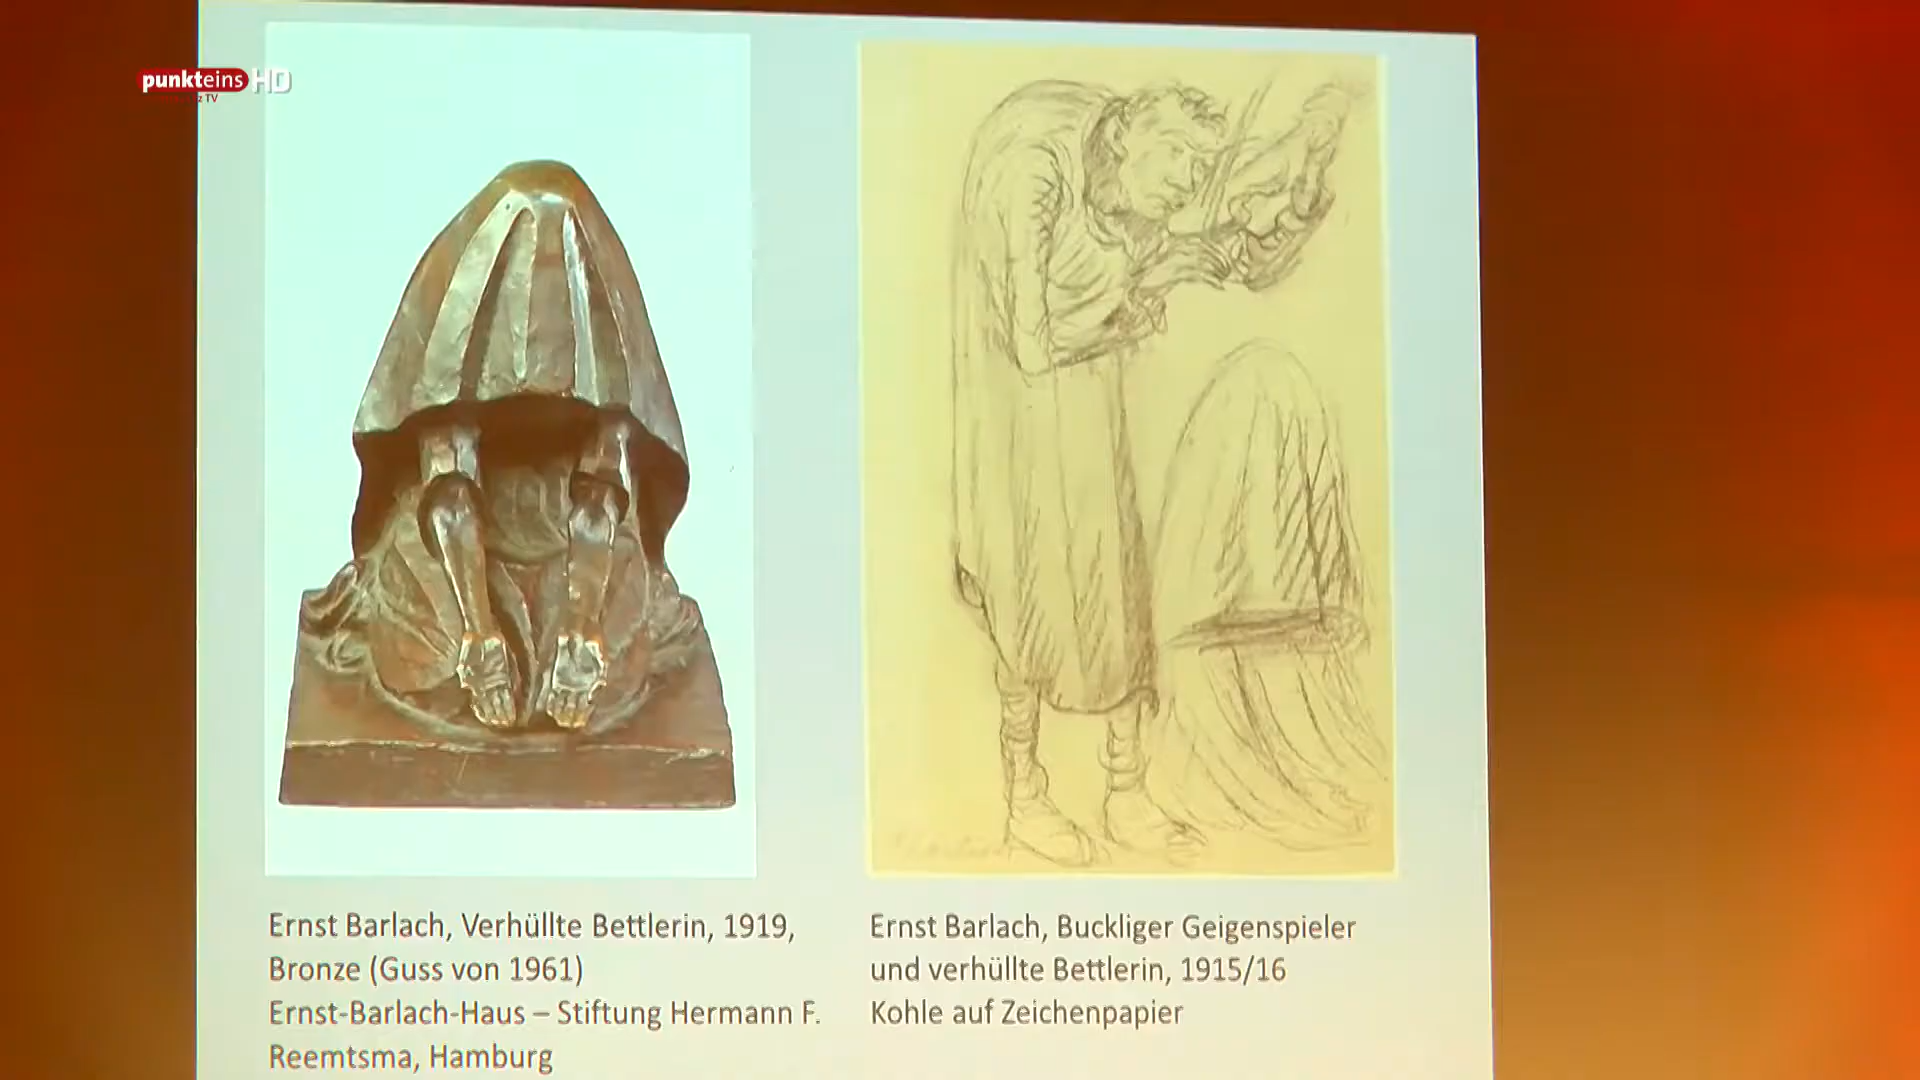 punkteins HD
TV
Ernst Barlach, Verhüllte Bettlerin, 1919,
Bronze (Guss von 1961)
Ernst-Barlach-Haus – Stiftung Hermann F.
Reemtsma, Hamburg
Ernst Barlach, Buckliger Geigenspieler
und verhüllte Bettlerin, 1915/16
Kohle auf Zeichenpapier